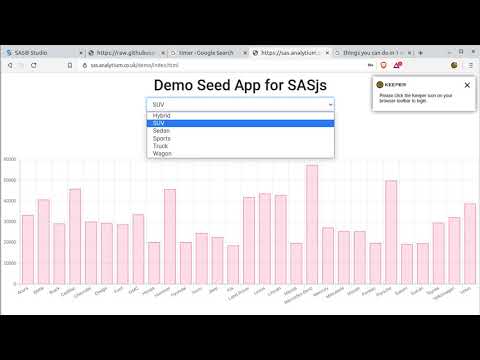 SAS® Studio
https://raw.githubusc
timer - Google Search
https://sas.analytium.co
things you can do in 1
sas.analytium.co.uk/demo/index.html
Demo Seed App for SASjs
KEEPER
Please click the Keeper icon on your
browser toolbar to login.
SUV
Hybrid
SUV
Sedan
Sports
Truck
Wagon
60000
50000
40000
30000
20000
10000
0
Acura
BMW
Buick
Cadillac
Chevrolet
Dodge
Ford
GMC
Honda
Hummer
Hyundai
Isuzu
Jeep
Kia
Land Rover
Lexus
Lincoln
Mazda
Mercedes-Benz
Mercury
Mitsubishi
Nissan
Pontiac
Porsche
Saturn
Subaru
Toyota
Volkswagen
Volvo